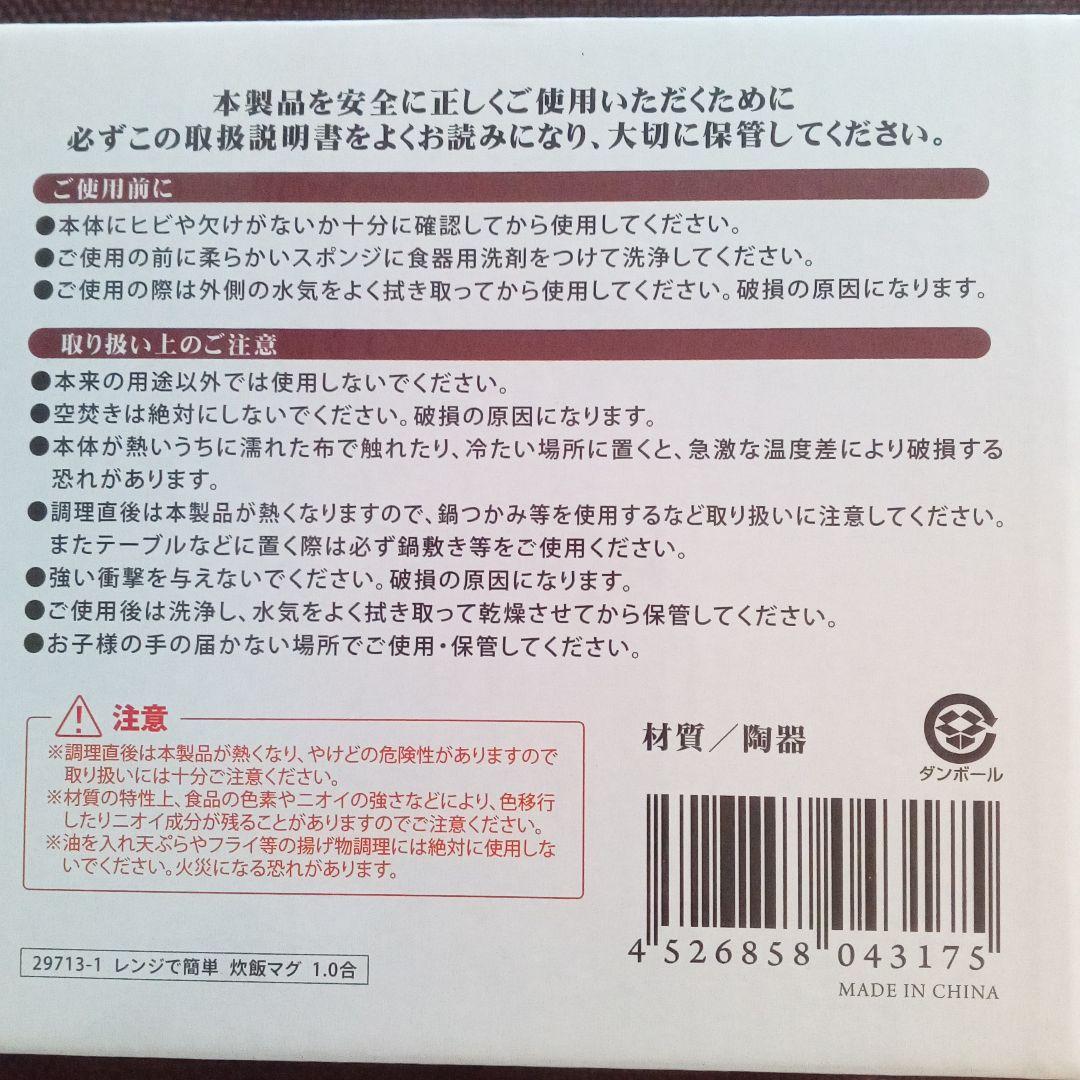 本製品を安全に正しくご使用いただくために
必ずこの取扱説明書をよくお読みになり、大切に保管してください。
ご使用前に
●本体にヒビや欠けがないか十分に確認してから使用してください。
●ご使用の前に柔らかいスポンジに食器用洗剤をつけて洗浄してください。
●ご使用の際は外側の水気をよく拭き取ってから使用してください。破損の原因になります。
取り扱い上のご注意
●本来の用途以外では使用しないでください。
●空焚きは絶対にしないでください。破損の原因になります。
●本体が熱いうちに濡れた布で触れたり、冷たい場所に置くと、急激な温度差により破損する
恐れがあります。
●調理直後は本製品が熱くなりますので、鍋つかみ等を使用するなど取り扱いに注意してください。
またテーブルなどに置く際は必ず鍋敷き等をご使用ください。
●強い衝撃を与えないでください。破損の原因になります。
●ご使用後は洗浄し、水気をよく拭き取って乾燥させてから保管してください。
●お子様の手の届かない場所でご使用・保管してください。
注意
※調理直後は本製品が熱くなり、やけどの危険性がありますので
取り扱いには十分ご注意ください。
※材質の特性上、食品の色素やニオイの強さなどにより、色移行
したりニオイ成分が残ることがありますのでご注意ください。
※油を入れ天ぷらやフライ等の揚げ物調理には絶対に使用しな
いでください。火災になる恐れがあります。
材質／陶器
ダンボール
4 526858 043175
MADE IN CHINA
29713-1 レンジで簡単 炊飯マグ 1.0合